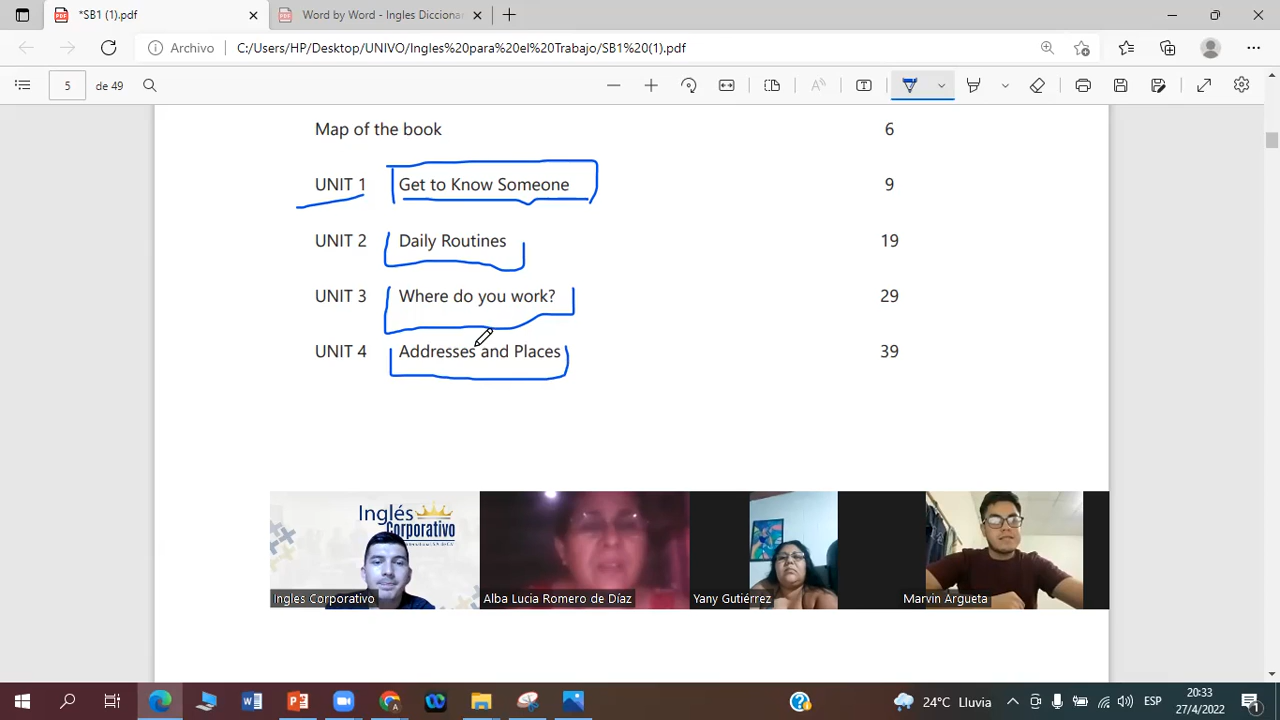 *SB1 (1).pdf
Word by Word - Ingles Dicciona
Archivo
C:/Users/HP/Desktop/UNIVO/Ingles%20para%20el%20Trabajo/SB1%20(1).pdf
5 de 49
Map of the book 6
UNIT 1 Get to Know Someone 9
UNIT 2 Daily Routines 19
UNIT 3 Where do you work? 29
UNIT 4 Addresses and Places 39
Inglés
Corporativo
Ingles Corporativo
Alba Lucia Romero de Díaz
Yany Gutiérrez
Marvin Argueta
24°C Lluvia
ESP
20:33
27/4/2022